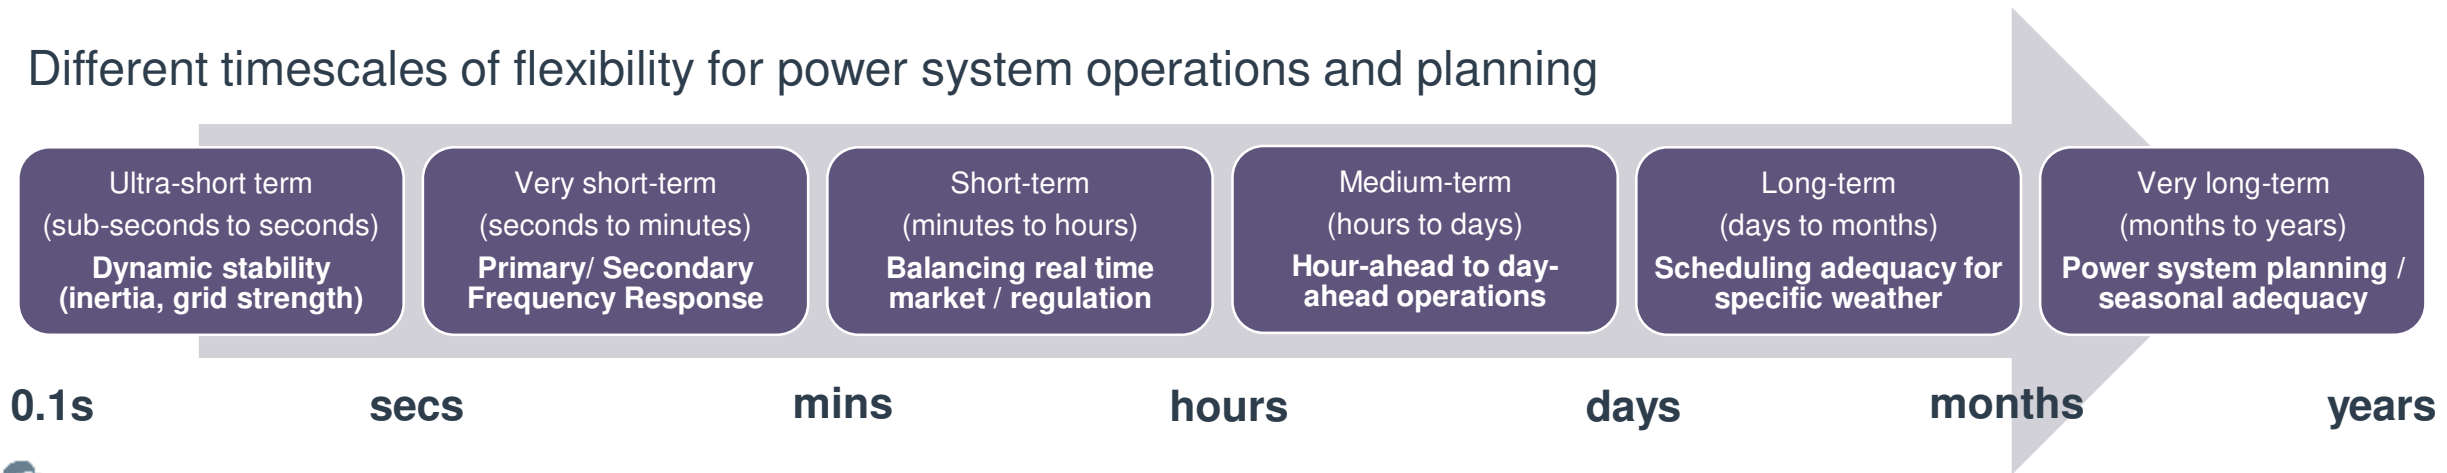 Different timescales of flexibility for power system operations and planning
Ultra-short term
(sub-seconds to seconds)
Dynamic stability
(inertia, grid strength)
Very short-term
(seconds to minutes)
Primary/ Secondary
Frequency Response
Short-term
(minutes to hours)
Balancing real time
market / regulation
Medium-term
(hours to days)
Hour-ahead to day-
ahead operations
Long-term
(days to months)
Scheduling adequacy for
specific weather
Very long-term
(months to years)
Power system planning /
seasonal adequacy
0.1s secs mins hours days months years